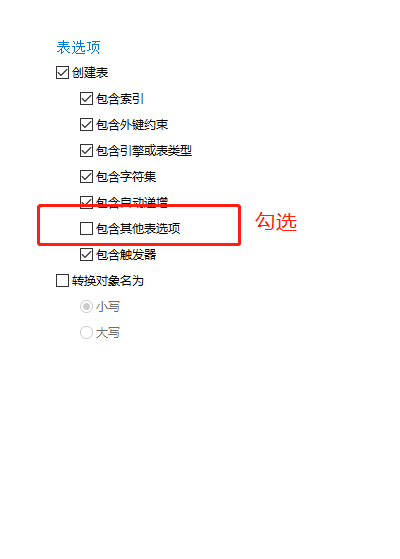 表选项
创建表
包含索引
包含外键约束
包含引擎或表类型
包含字符集
包含自动递增
包含其他表选项
勾选
包含触发器
转换对象名为
小写
大写